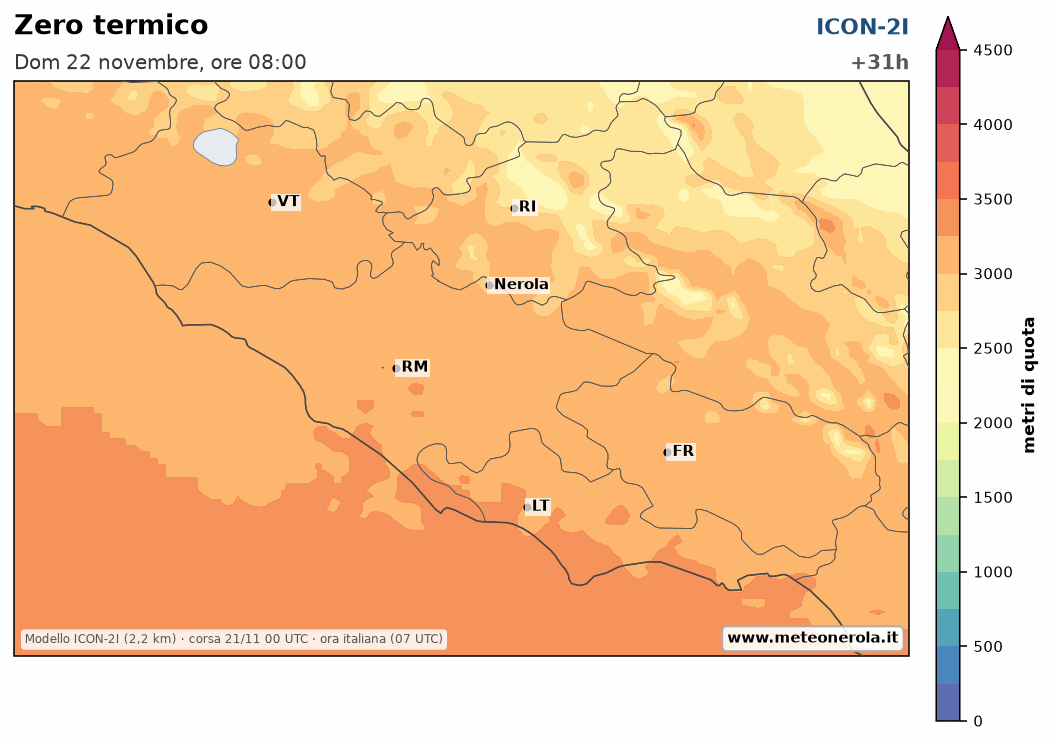 Zero termico
ICON-2I
Dom 22 novembre, ore 08:00
+31h
VT
RI
Nerola
RM
FR
LT
Modello ICON-2I (2,2 km) · corsa 21/11 00 UTC · ora italiana (07 UTC)
www.meteonerola.it
4500
4000
3500
3000
2500
2000
1500
1000
500
0
metri di quota